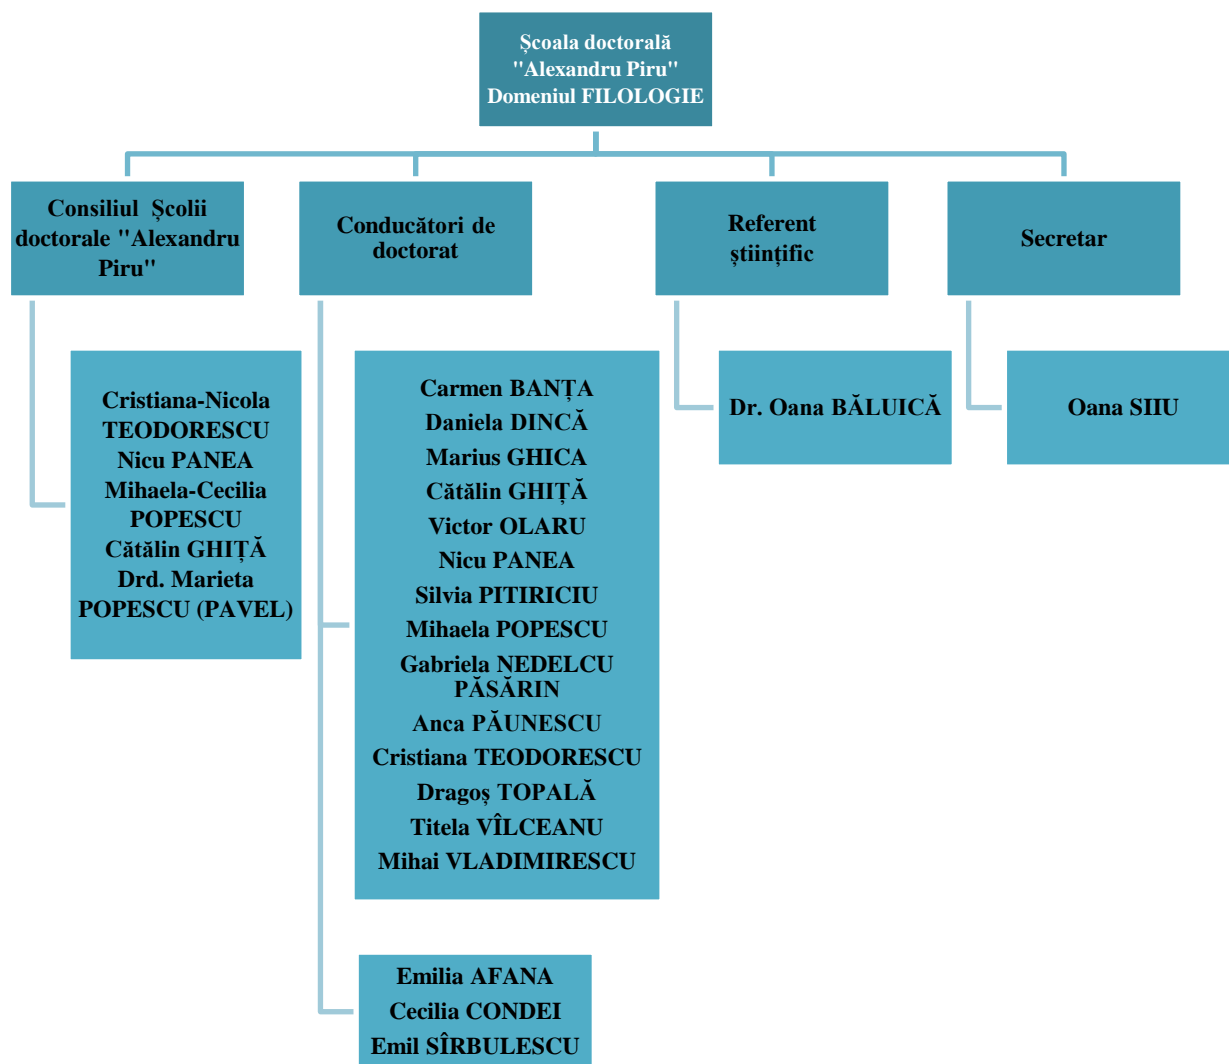 Școala doctorală
"Alexandru Piru"
Domeniul FILOLOGIE
Consiliul Școlii
doctorale "Alexandru
Piru"
Conducători de
doctorat
Referent
științific
Secretar
Cristiana-Nicola
TEODORESCU
Nicu PANEA
Mihaela-Cecilia
POPESCU
Cătălin GHIȚĂ
Drd. Marieta
POPESCU (PAVEL)
Carmen BANȚA
Daniela DINCĂ
Marius GHICA
Cătălin GHIȚĂ
Victor OLARU
Nicu PANEA
Silvia PITIRICIU
Mihaela POPESCU
Gabriela NEDELCU
PĂSĂRIN
Anca PĂUNESCU
Cristiana TEODORESCU
Dragoș TOPALĂ
Titela VÎLCEANU
Mihai VLADIMIRESCU
Emilia AFANA
Cecilia CONDEI
Emil SÎRBULESCU
Dr. Oana BĂLUICĂ
Oana SIIU